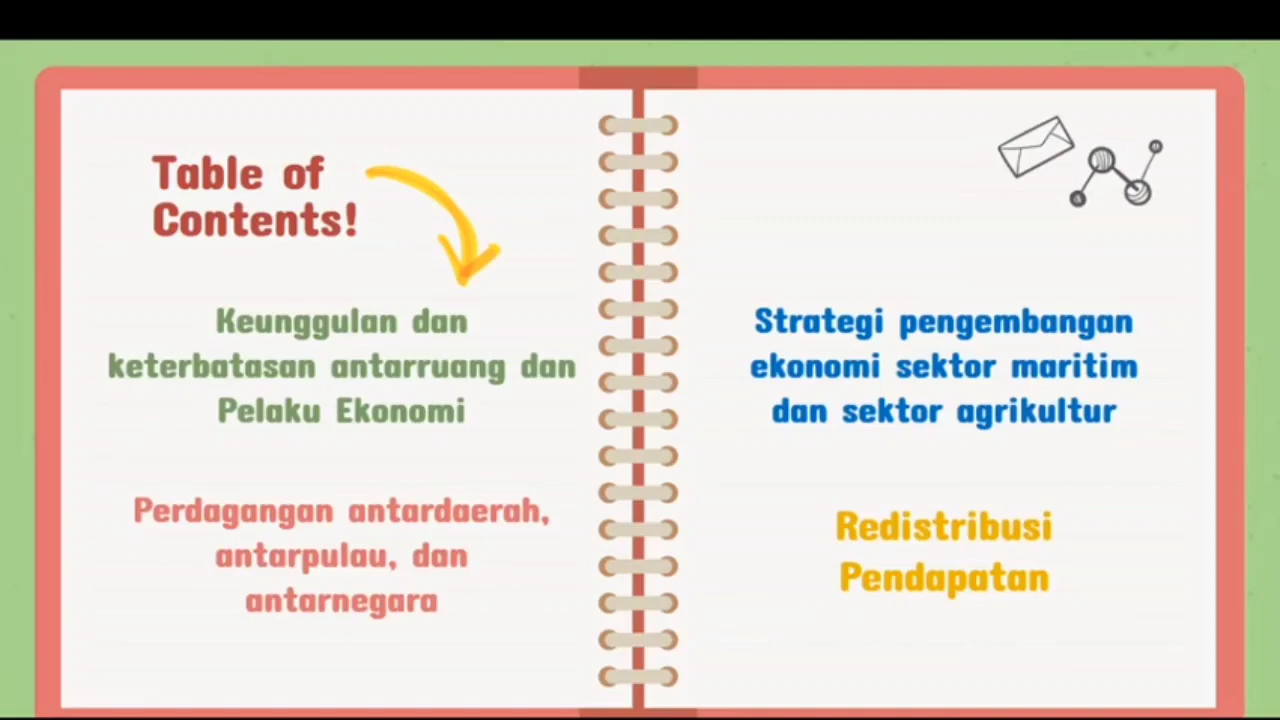 Table of
Contents!
Keunggulan dan
keterbatasan antarruang dan
Pelaku Ekonomi
Perdagangan antardaerah,
antarpulau, dan
antarnegara
Strategi pengembangan
ekonomi sektor maritim
dan sektor agrikultur
Redistribusi
Pendapatan